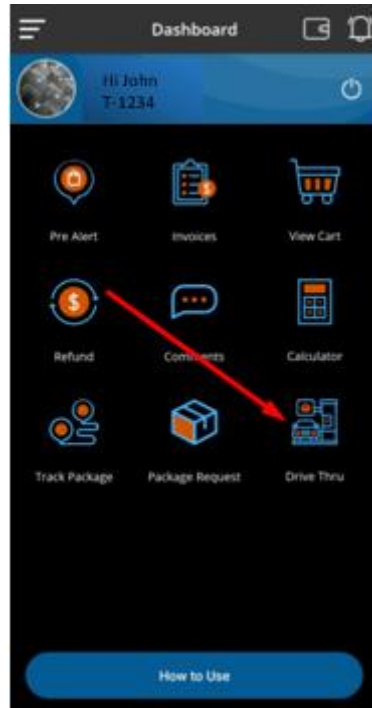 Dashboard
Hi John
T-1234
Pre Alert
Invoices
View Cart
Refund
Comments
Calculator
Track Package
Package Request
Drive Thru
How to Use